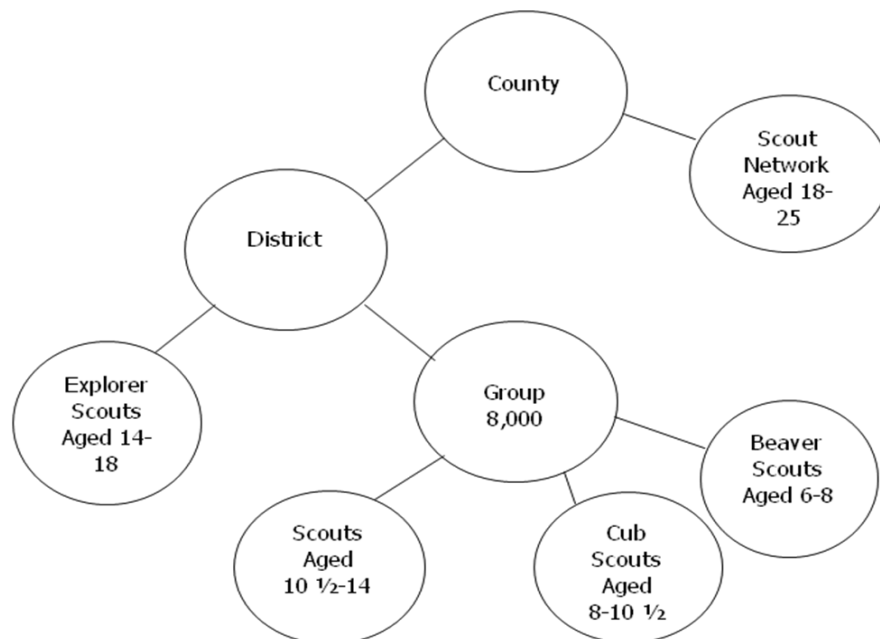 County
Scout
Network
Aged 18-
25
District
Explorer
Scouts
Aged 14-
18
Group
8,000
Beaver
Scouts
Aged 6-8
Scouts
Aged
10 ½-14
Cub
Scouts
Aged
8-10 ½